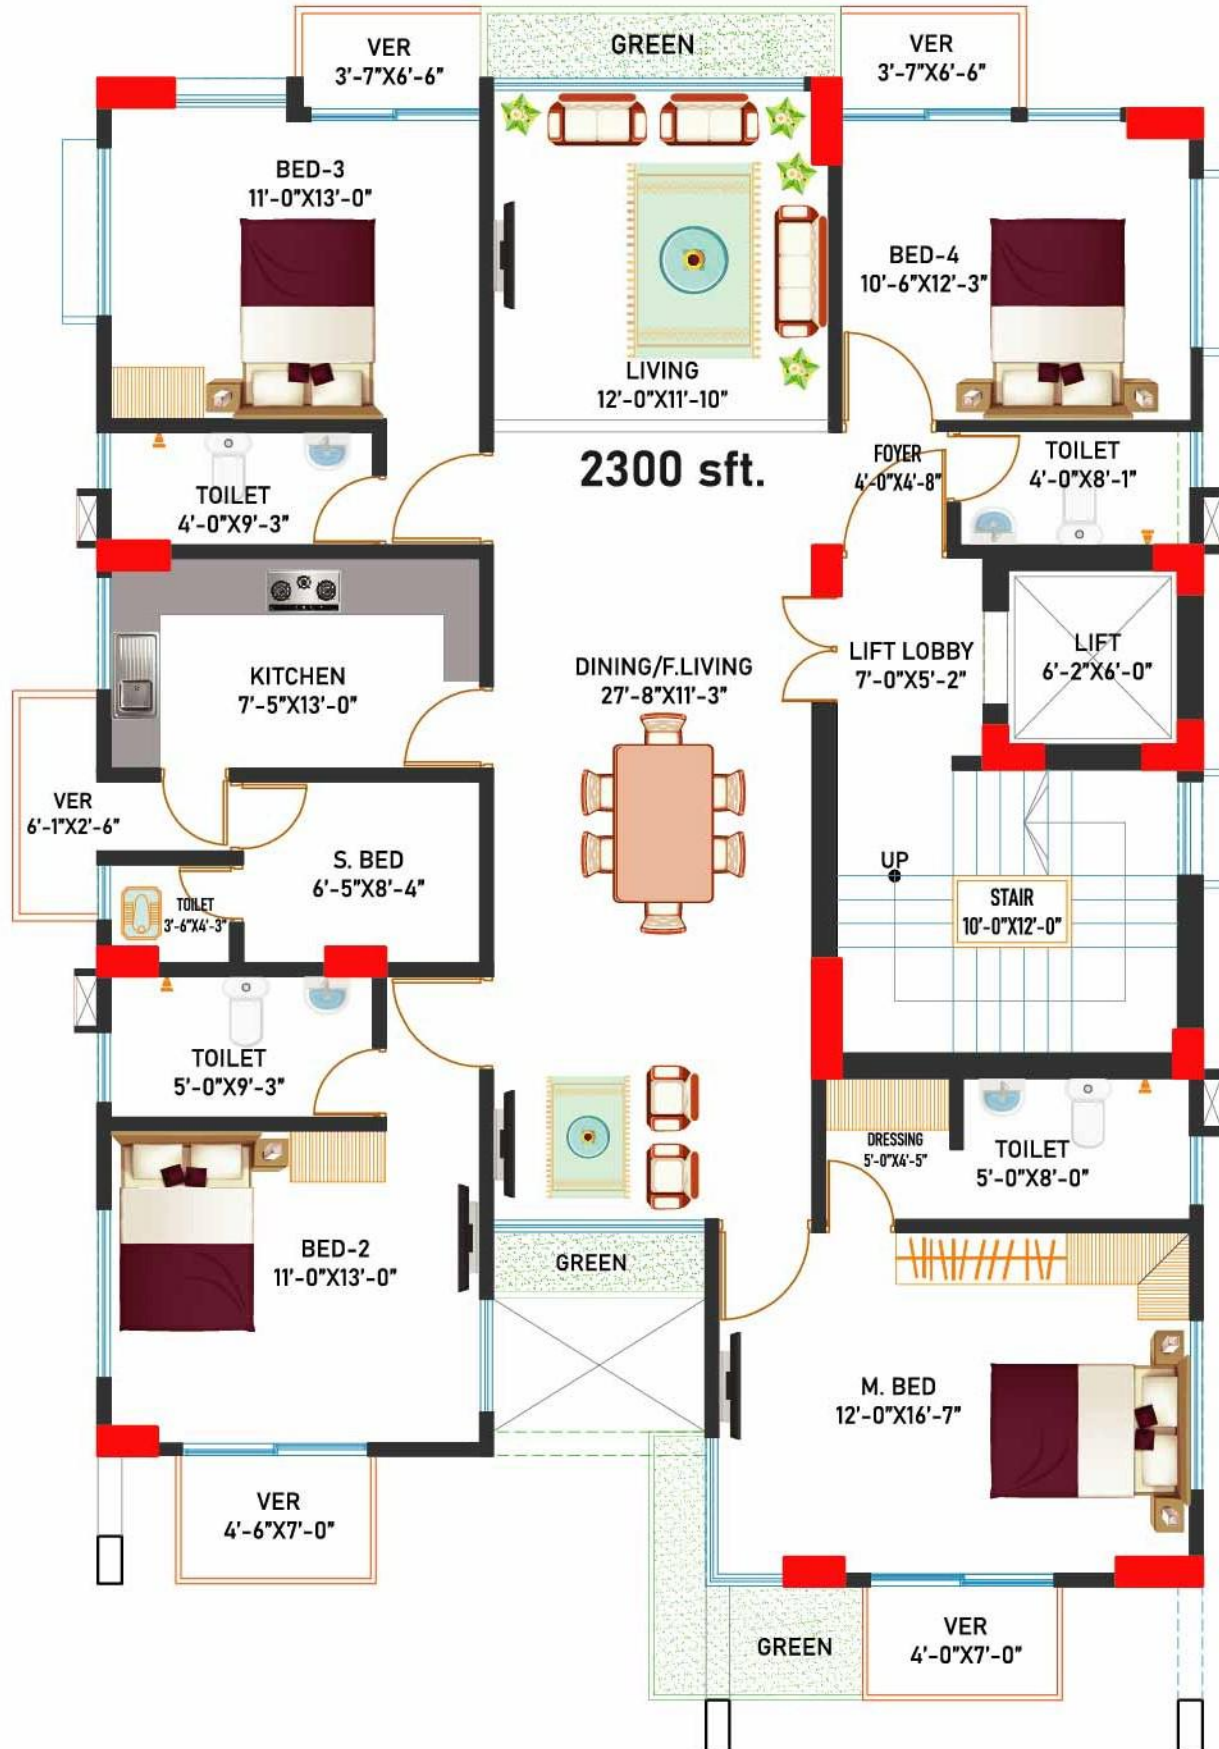 VER
3'-7"X6'-6"
GREEN
VER
3'-7"X6'-6"
BED-3
11'-0"X13'-0"
BED-4
10'-6"X12'-3"
LIVING
12'-0"X11'-10"
2300 sft.
FOYER
4'-0"X4'-8"
TOILET
4'-0"X8'-1"
TOILET
4'-0"X9'-3"
KITCHEN
7'-5"X13'-0"
DINING/F.LIVING
27'-8"X11'-3"
LIFT LOBBY
7'-0"X5'-2"
LIFT
6'-2"X6'-0"
VER
6'-1"X2'-6"
S. BED
6'-5"X8'-4"
UP
TOILET
3'-6"X4'-3"
STAIR
10'-0"X12'-0"
TOILET
5'-0"X9'-3"
DRESSING
5'-0"X4'-5"
TOILET
5'-0"X8'-0"
BED-2
11'-0"X13'-0"
GREEN
M. BED
12'-0"X16'-7"
VER
4'-6"X7'-0"
GREEN
VER
4'-0"X7'-0"